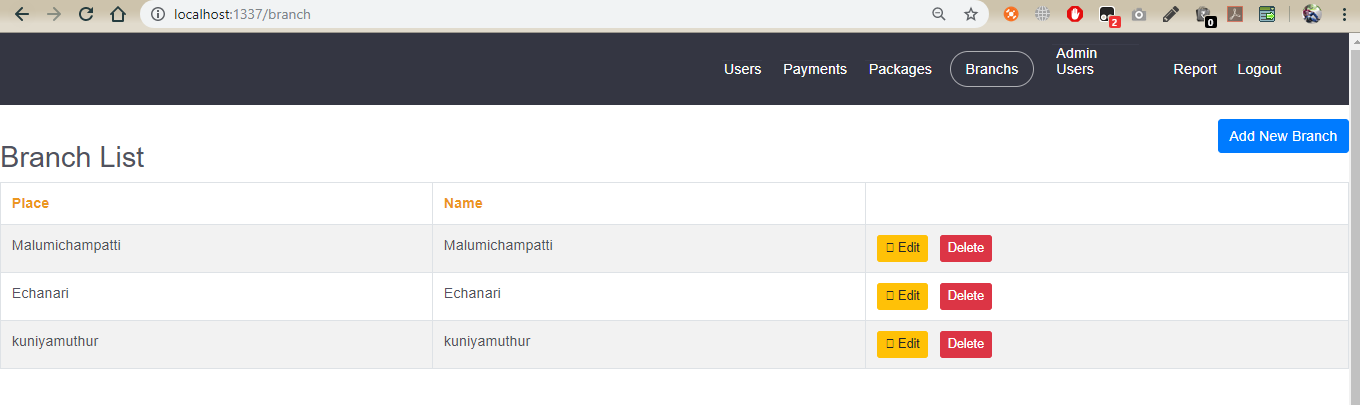 localhost:1337/branch
2
0
Users Payments Packages Branchs Admin Users Report Logout
Add New Branch
Branch List
Place Name
Malumichampatti Malumichampatti Edit Delete
Echanari Echanari Edit Delete
kuniyamuthur kuniyamuthur Edit Delete